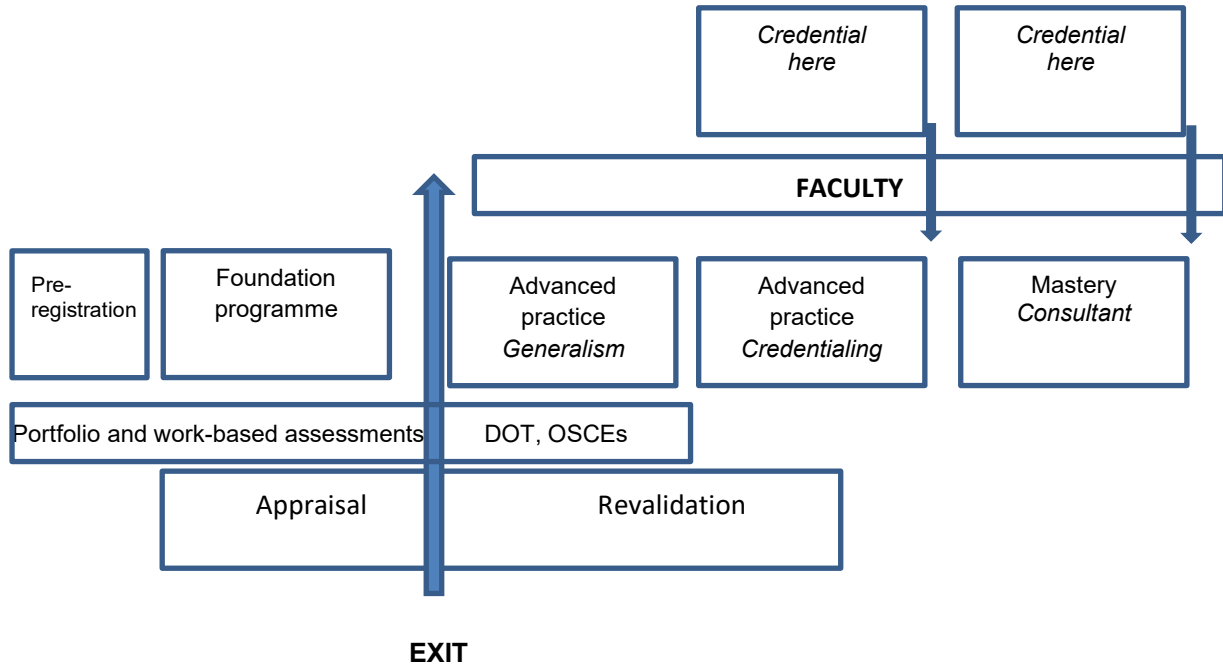 Credential
here
Credential
here
FACULTY
Pre-
registration
Foundation
programme
Advanced
practice
Generalism
Advanced
practice
Credentialing
Mastery
Consultant
Portfolio and work-based assessments
DOT, OSCEs
Appraisal
Revalidation
EXIT